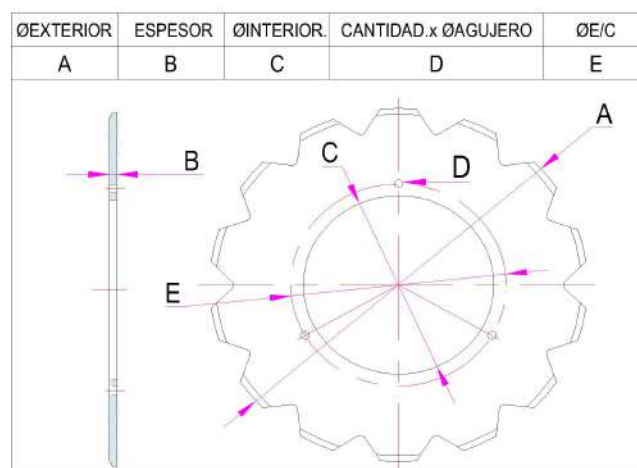 ØEXTERIOR ESPESOR ØINTERIOR. CANTIDAD.x ØAGUJERO ØE/C
A B C D E
A
B
C
D
E